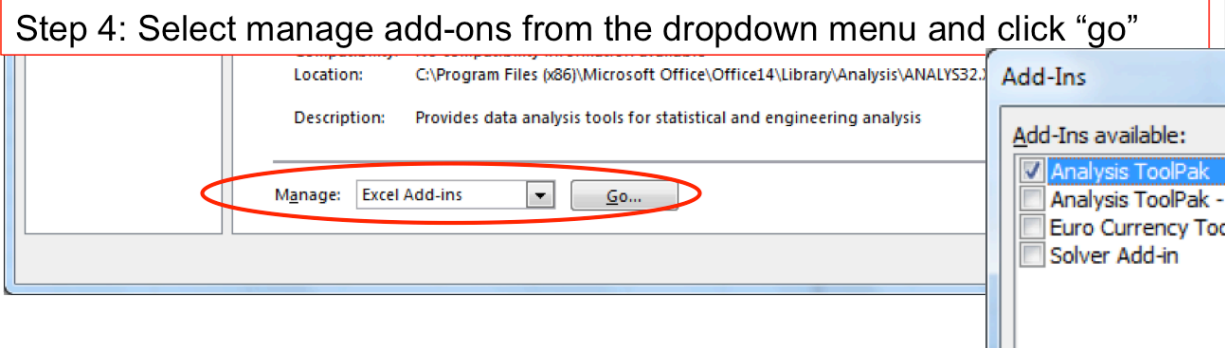 Step 4: Select manage add-ons from the dropdown menu and click “go”
Location: C:\Program Files (x86)\Microsoft Office\Office14\Library\Analysis\ANALYS32.
Description: Provides data analysis tools for statistical and engineering analysis
Manage: Excel Add-ins Go...
Add-Ins
Add-Ins available:
Analysis ToolPak
Analysis ToolPak -
Euro Currency
Solver Add-in